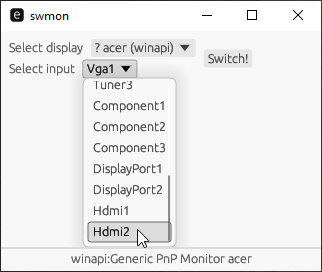 swmon
Select display ? acer (winapi)
Select input Vga1
Switch!
Tuner3
Component1
Component2
Component3
DisplayPort1
DisplayPort2
Hdmi1
Hdmi2
winapi:Generic PnP Monitor acer